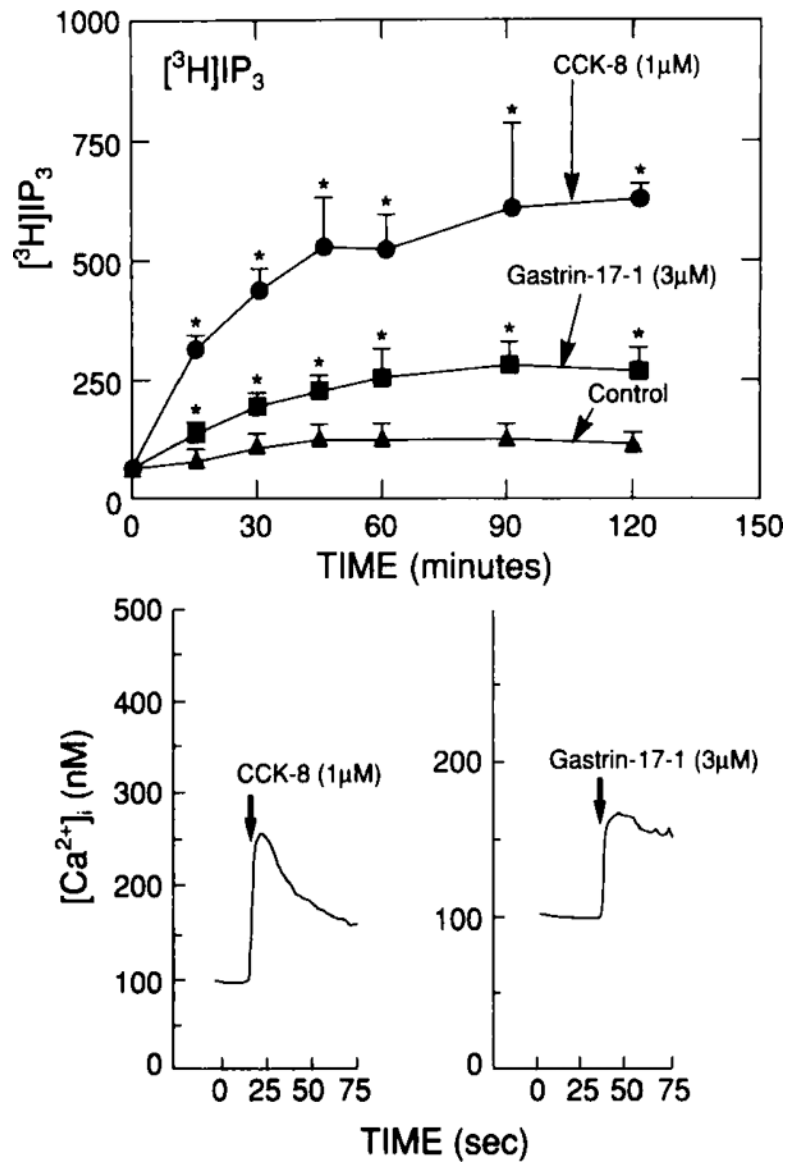 1000
[³H]IP₃
CCK-8 (1μM)
*
*
*
*
*
*
750
[³H]IP₃
500
Gastrin-17-1 (3μM)
*
*
*
*
*
*
250
Control
0
0 30 60 90 120 150
TIME (minutes)
500
400
300
200
100
0
[Ca²⁺]ᵢ (nM)
CCK-8 (1μM)
0 25 50 75
200
100
0
Gastrin-17-1 (3μM)
0 25 50 75
TIME (sec)